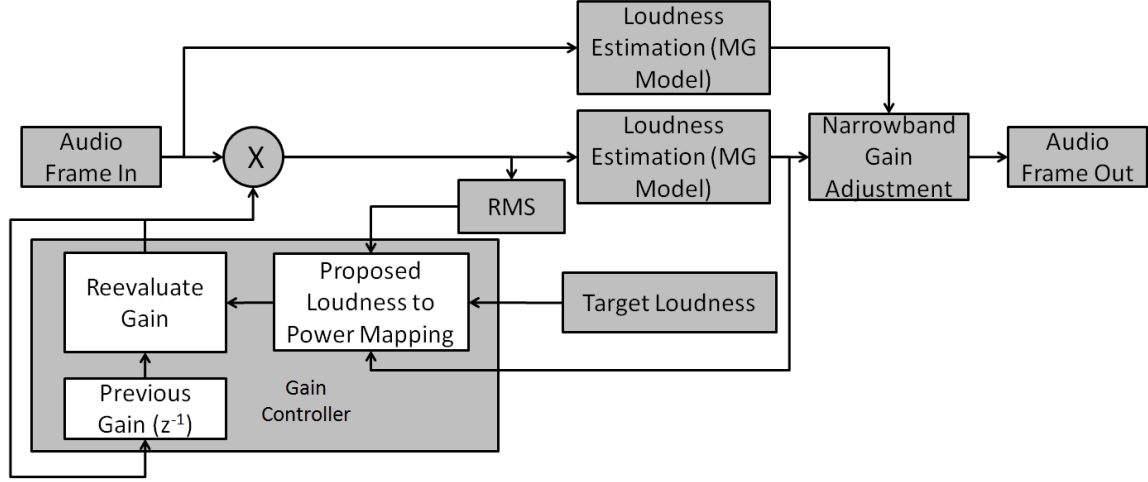 Loudness
Estimation (MG
Model)
Audio
Frame In
X
Loudness
Estimation (MG
Model)
Narrowband
Gain
Adjustment
Audio
Frame Out
RMS
Reevaluate
Gain
Proposed
Loudness to
Power Mapping
Target Loudness
Previous
Gain (z⁻¹)
Gain
Controller